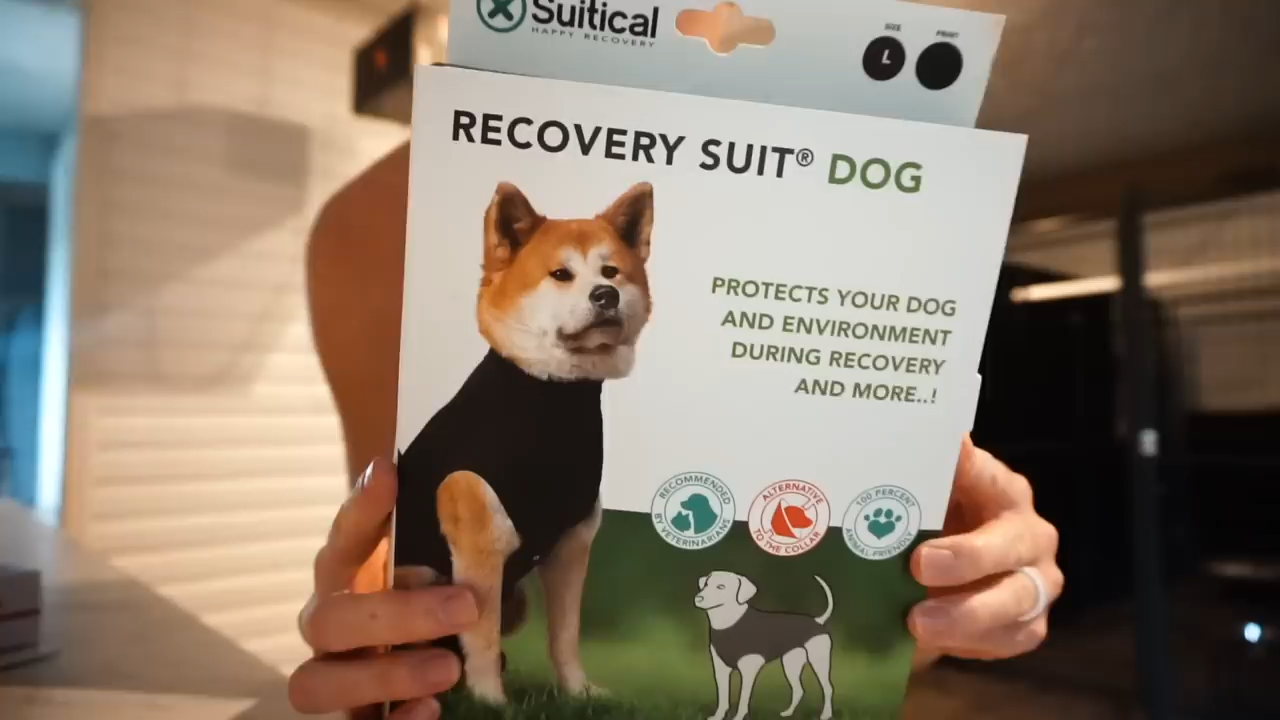 Suitical
HAPPY RECOVERY
SIZE
PRINT
L
RECOVERY SUIT® DOG
PROTECTS YOUR DOG
AND ENVIRONMENT
DURING RECOVERY
AND MORE..!
RECOMMENDED
BY VETERINARIANS
ALTERNATIVE
TO THE COLLAR
100 PERCENT
ANIMAL-FRIENDLY